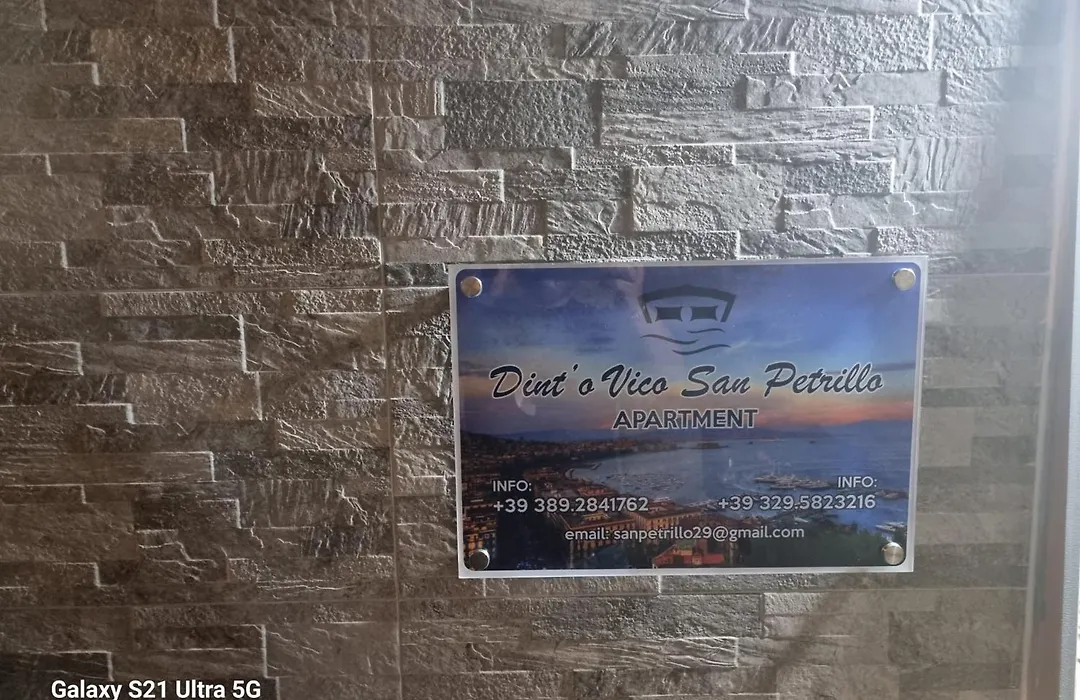 Dint'o Vico San Petrillo
APARTMENT
INFO:
+39 389.2841762
INFO:
+39 329.5823216
email: sanpetrillo29@gmail.com
Galaxy S21 Ultra 5G